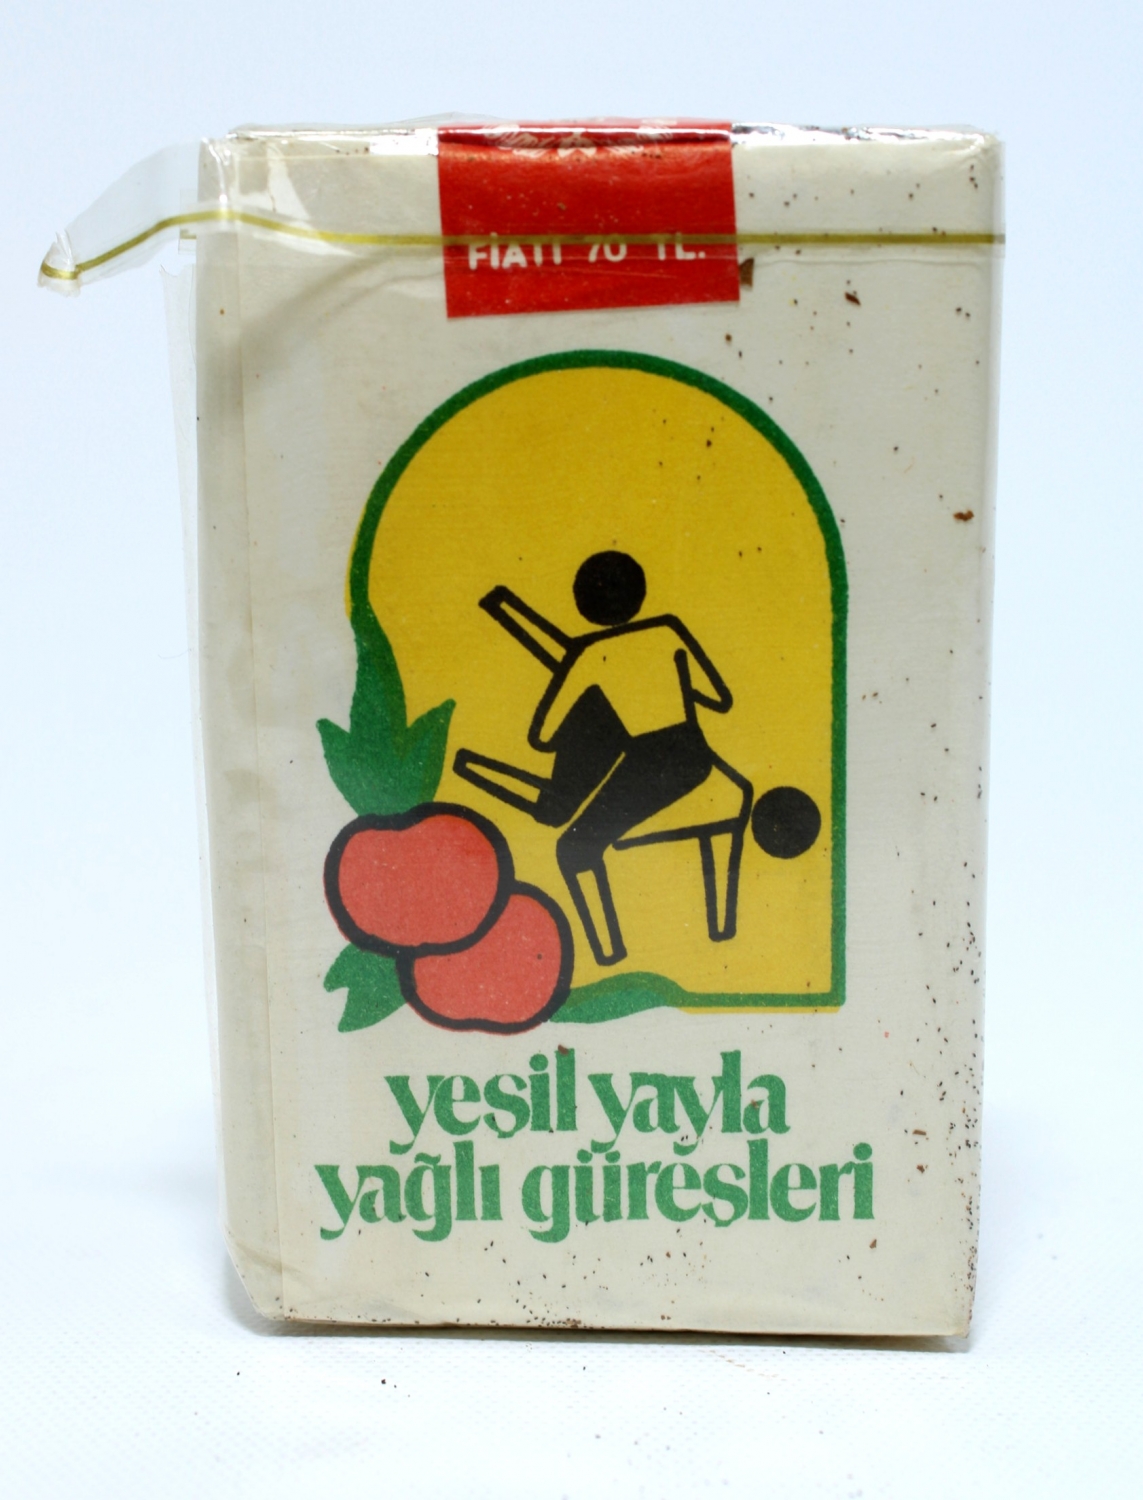 FİATI 70 TL.
yeşil yayla
yağlı güreşleri